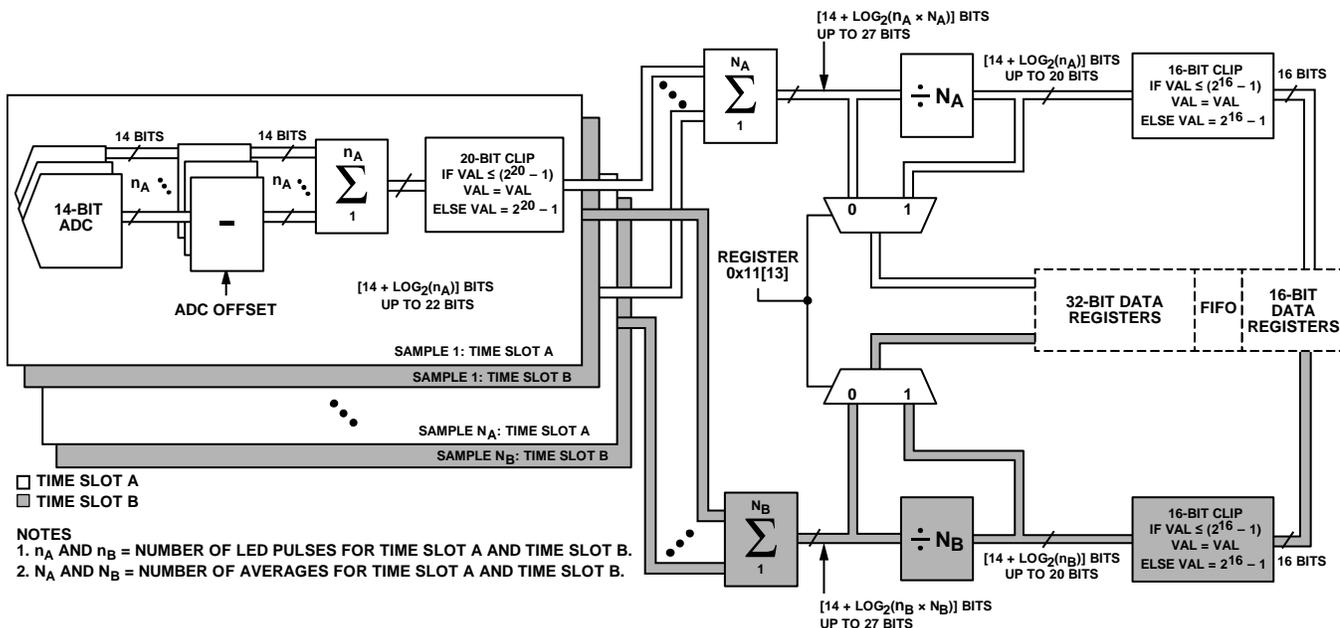 [14 + LOG2(nA × NA)] BITS
UP TO 27 BITS
[14 + LOG2(nA)] BITS
UP TO 20 BITS
NA
Σ
1
÷ NA
16-BIT CLIP
IF VAL ≤ (2^16 – 1)
VAL = VAL
ELSE VAL = 2^16 – 1
16 BITS
14 BITS
14 BITS
nA
nA
14-BIT
ADC
–
nA
Σ
1
20-BIT CLIP
IF VAL ≤ (2^20 – 1)
VAL = VAL
ELSE VAL = 2^20 – 1
ADC OFFSET
[14 + LOG2(nA)] BITS
UP TO 22 BITS
SAMPLE 1: TIME SLOT A
SAMPLE 1: TIME SLOT B
SAMPLE NA: TIME SLOT A
SAMPLE NB: TIME SLOT B
0 1
REGISTER
0x11[13]
32-BIT DATA
REGISTERS
FIFO
16-BIT
DATA
REGISTERS
0 1
TIME SLOT A
TIME SLOT B
NB
Σ
1
÷ NB
[14 + LOG2(nB)] BITS
UP TO 20 BITS
16-BIT CLIP
IF VAL ≤ (2^16 – 1)
VAL = VAL
ELSE VAL = 2^16 – 1
16 BITS
[14 + LOG2(nB × NB)] BITS
UP TO 27 BITS
NOTES
1. nA AND nB = NUMBER OF LED PULSES FOR TIME SLOT A AND TIME SLOT B.
2. NA AND NB = NUMBER OF AVERAGES FOR TIME SLOT A AND TIME SLOT B.